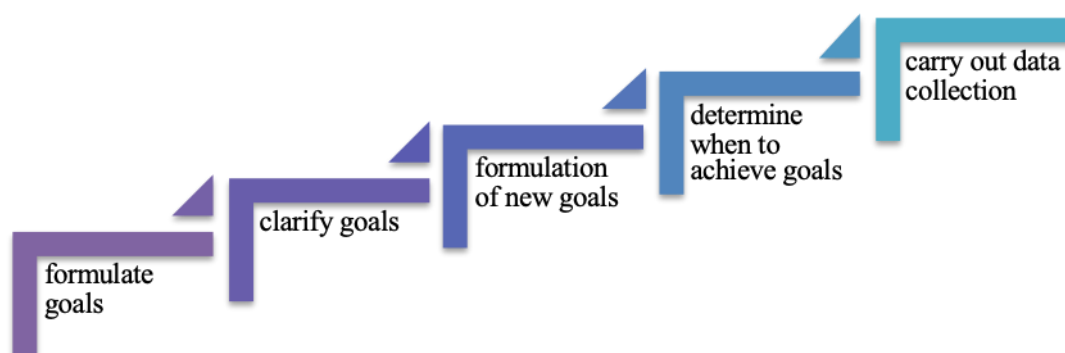 formulate
goals
clarify goals
formulation
of new goals
determine
when to
achieve goals
carry out data
collection